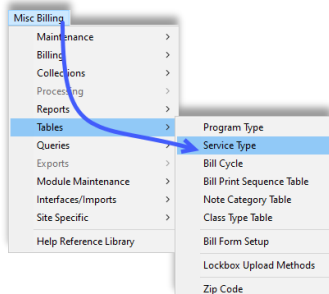 Misc Billing
Maintenance
Billing
Collections
Processing
Reports
Tables
Queries
Exports
Module Maintenance
Interfaces/Imports
Site Specific
Help Reference Library
Program Type
Service Type
Bill Cycle
Bill Print Sequence Table
Note Category Table
Class Type Table
Bill Form Setup
Lockbox Upload Methods
Zip Code